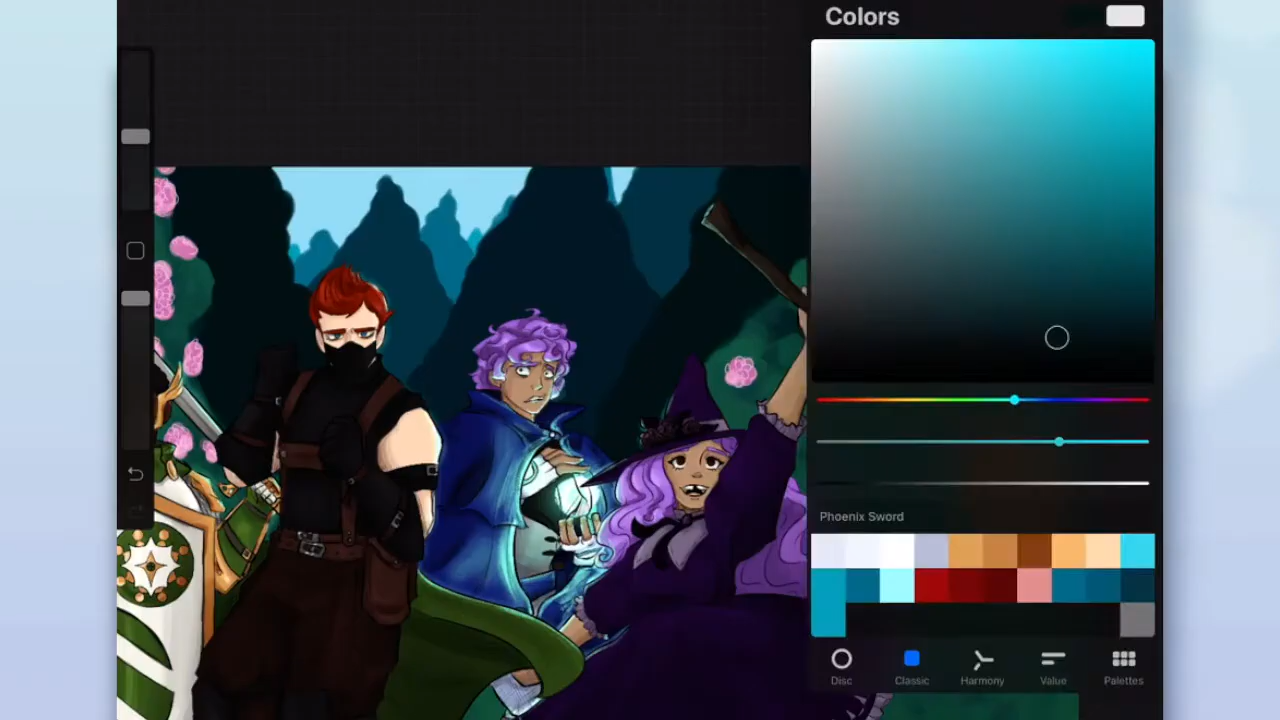 Colors
Phoenix Sword
Disc
Classic
Harmony
Value
Palettes